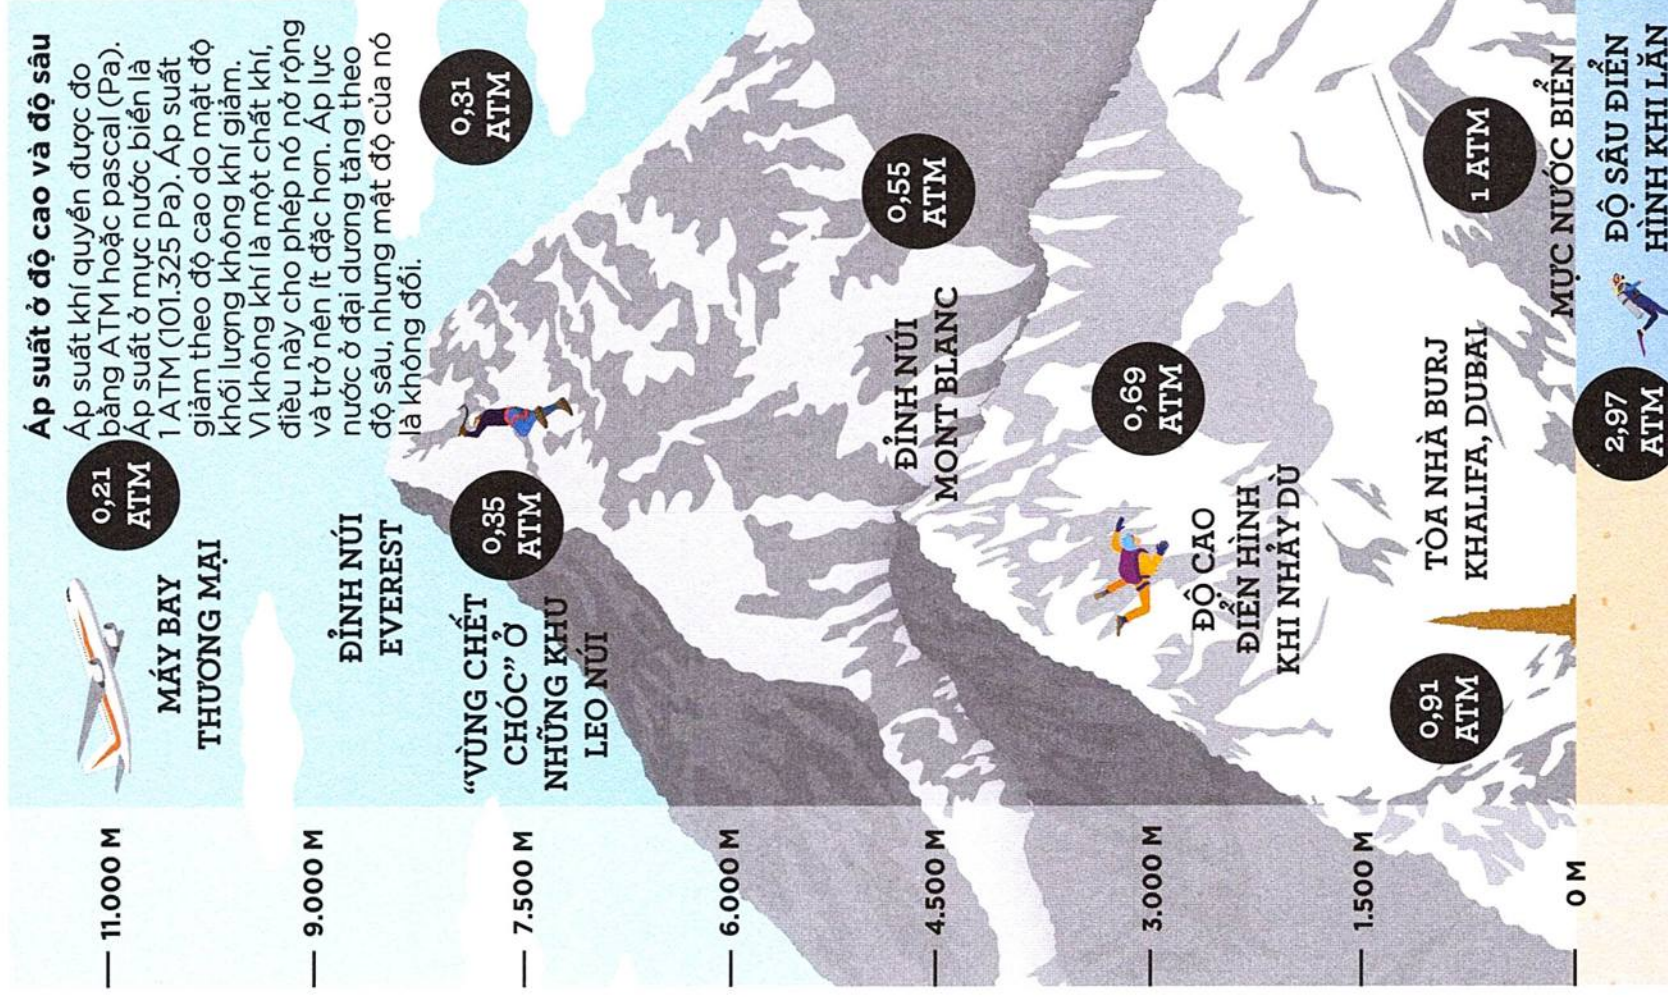 Áp suất ở độ cao và độ sâu
Áp suất khí quyển được đo
bằng ATM hoặc pascal (Pa).
Áp suất ở mực nước biển là
1 ATM (101.325 Pa). Áp suất
giảm theo độ cao do mật độ
khối lượng không khí giảm.
Vì không khí là một chất khí,
điều này cho phép nó nở rộng
và trở nên ít đặc hơn. Áp lực
nước ở đại dương tăng theo
độ sâu, nhưng mật độ của nó
là không đổi.
11.000 M
0,21
ATM
MÁY BAY
THƯƠNG MẠI
9.000 M
ĐỈNH NÚI
EVEREST
0,31
ATM
7.500 M
"VÙNG CHẾT
CHÓC" Ở
NHỮNG KHU
LEO NÚI
0,35
ATM
6.000 M
4.500 M
ĐỈNH NÚI
MONT BLANC
0,55
ATM
3.000 M
0,69
ATM
ĐỘ CAO
ĐIỂN HÌNH
KHI NHẢY DÙ
1.500 M
0,91
ATM
TÒA NHÀ BURJ
KHALIFA, DUBAI
1 ATM
MỰC NƯỚC BIỂN
0 M
2,97
ATM
ĐỘ SÂU ĐIỂN
HÌNH KHI LẶN